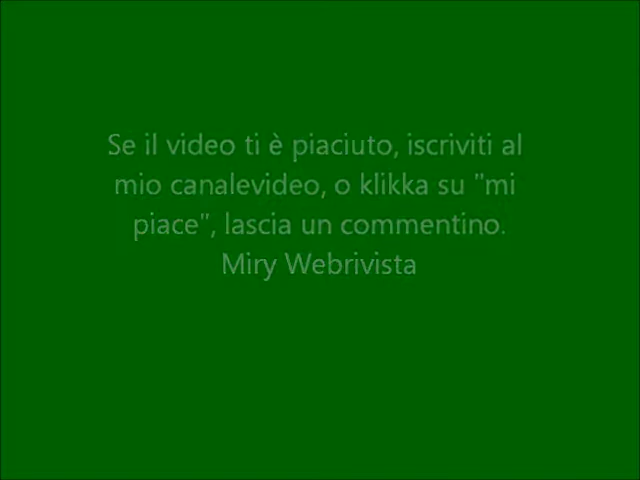 Se il video ti è piaciuto, iscriviti al
mio canalevideo, o klikka su "mi
piace", lascia un commentino.
Miry Webrivista